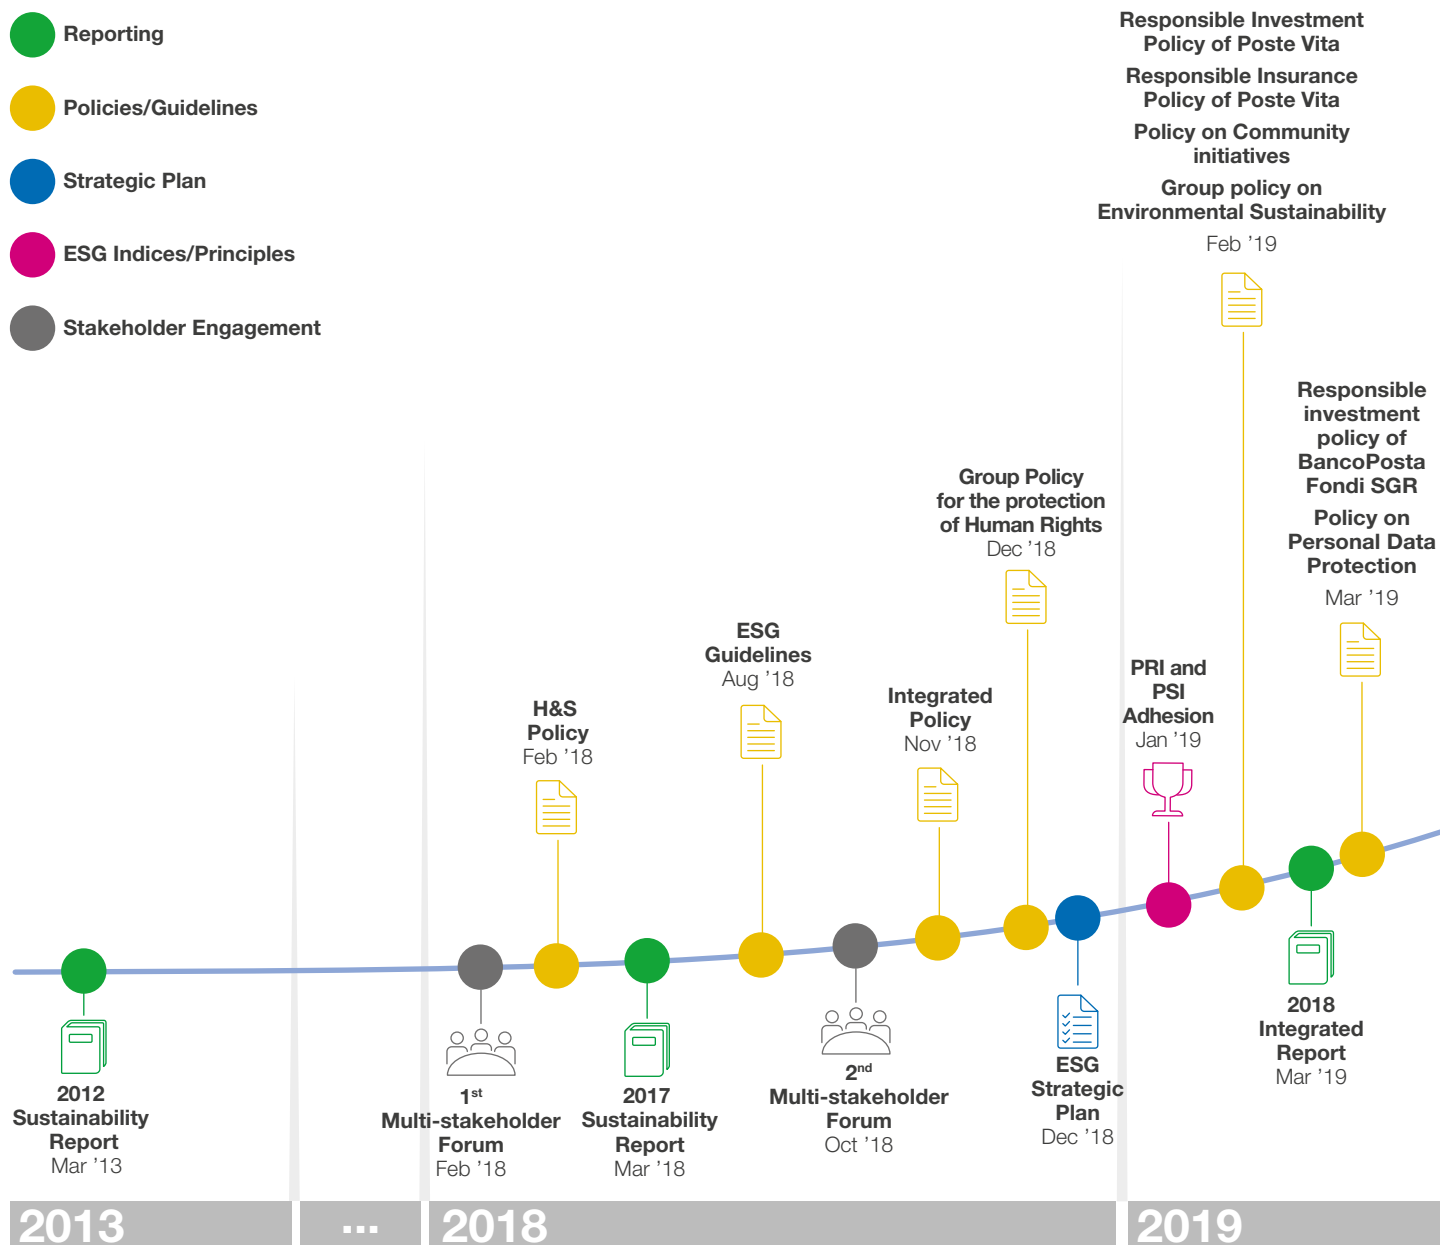 Reporting
Policies/Guidelines
Strategic Plan
ESG Indices/Principles
Stakeholder Engagement
Responsible Investment
Policy of Poste Vita
Responsible Insurance
Policy of Poste Vita
Policy on Community
initiatives
Group policy on
Environmental Sustainability
Feb ’19
Responsible
investment
policy of
BancoPosta
Fondi SGR
Policy on
Personal Data
Protection
Mar ’19
Group Policy
for the protection
of Human Rights
Dec ’18
ESG
Guidelines
Aug ’18
PRI and
PSI
Adhesion
Jan ’19
Integrated
Policy
Nov ’18
H&S
Policy
Feb ’18
2012
Sustainability
Report
Mar ’13
1st
Multi-stakeholder
Forum
Feb ’18
2017
Sustainability
Report
Mar ’18
2nd
Multi-stakeholder
Forum
Oct ’18
ESG
Strategic
Plan
Dec ’18
2018
Integrated
Report
Mar ’19
2013
...
2018
2019